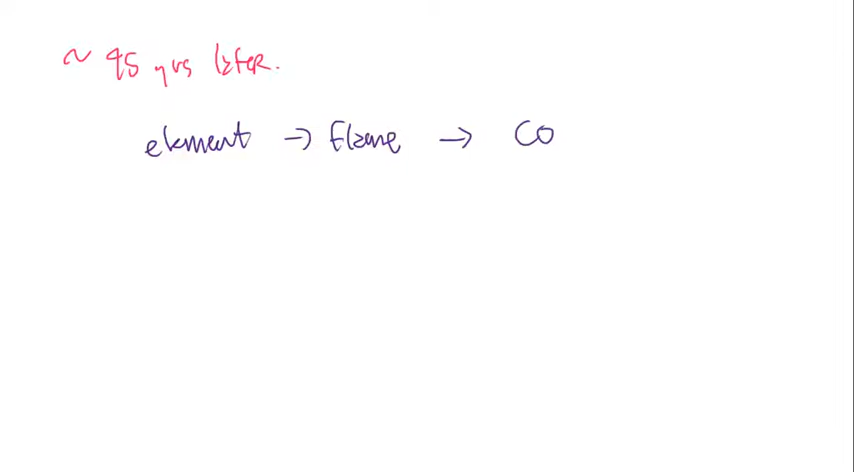 ~ 45 yrs later.
element → Flame → CO